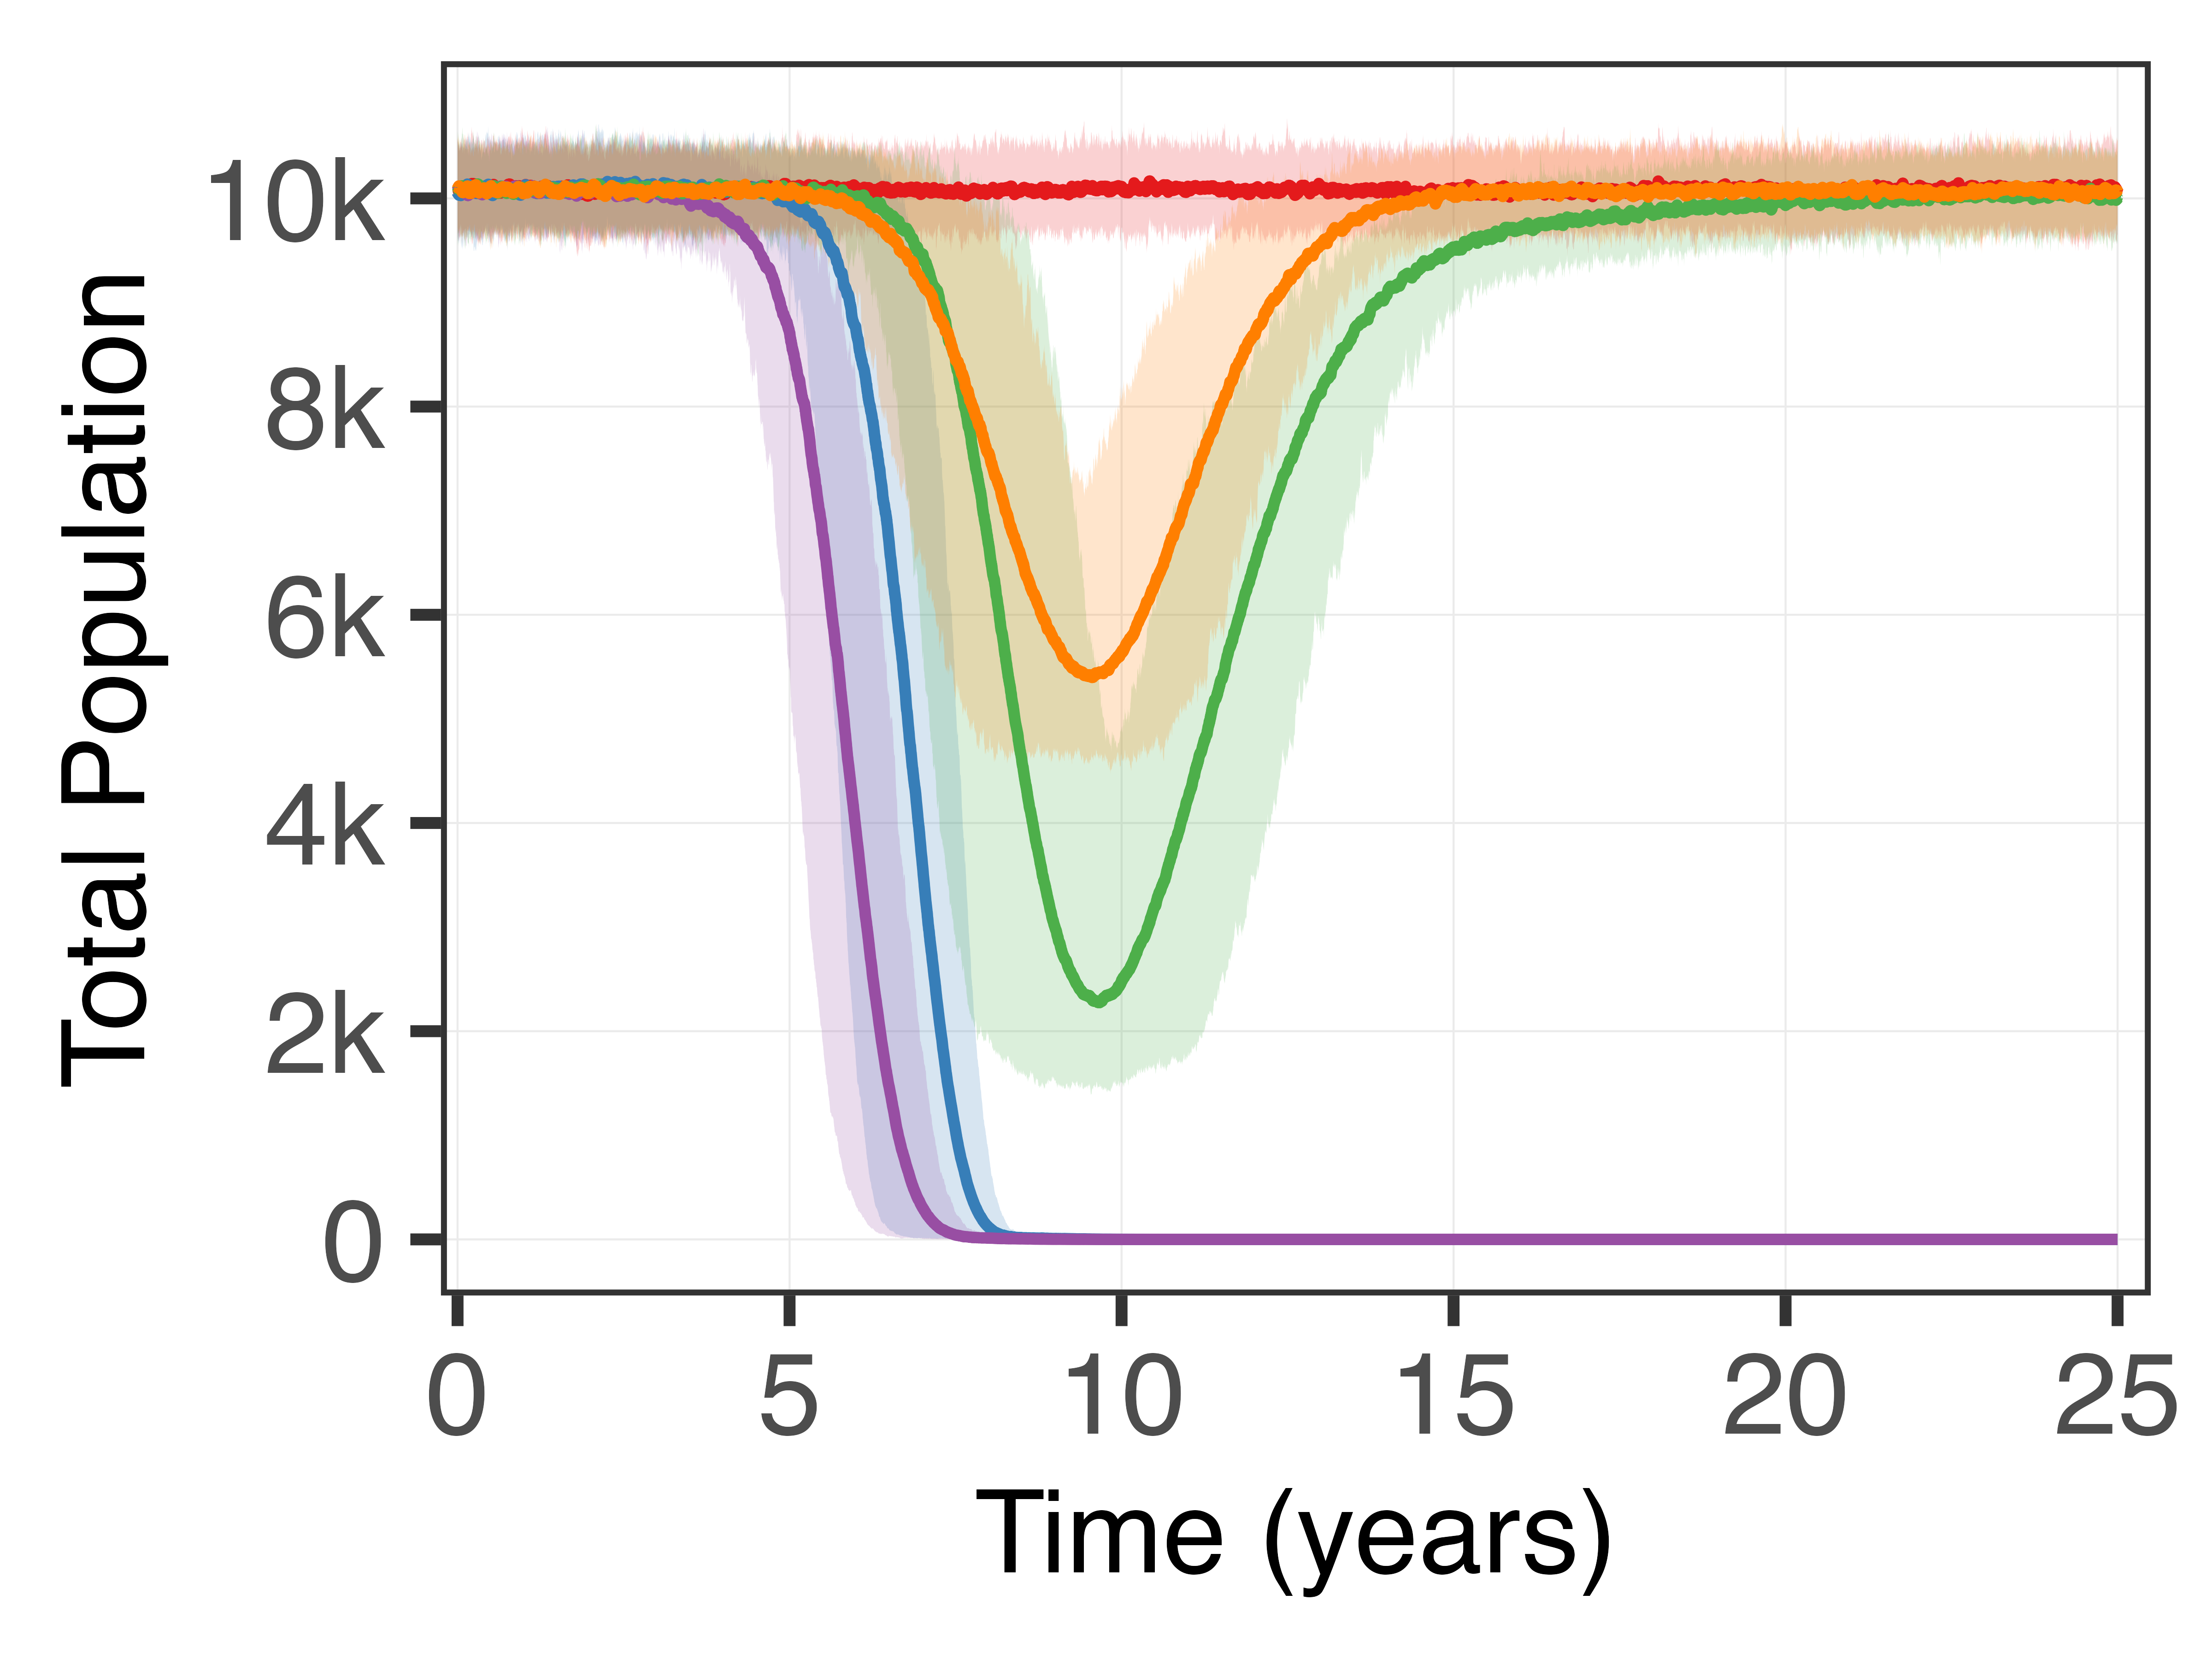 Total Population
10k
8k
6k
4k
2k
0
0 5 10 15 20 25
Time (years)